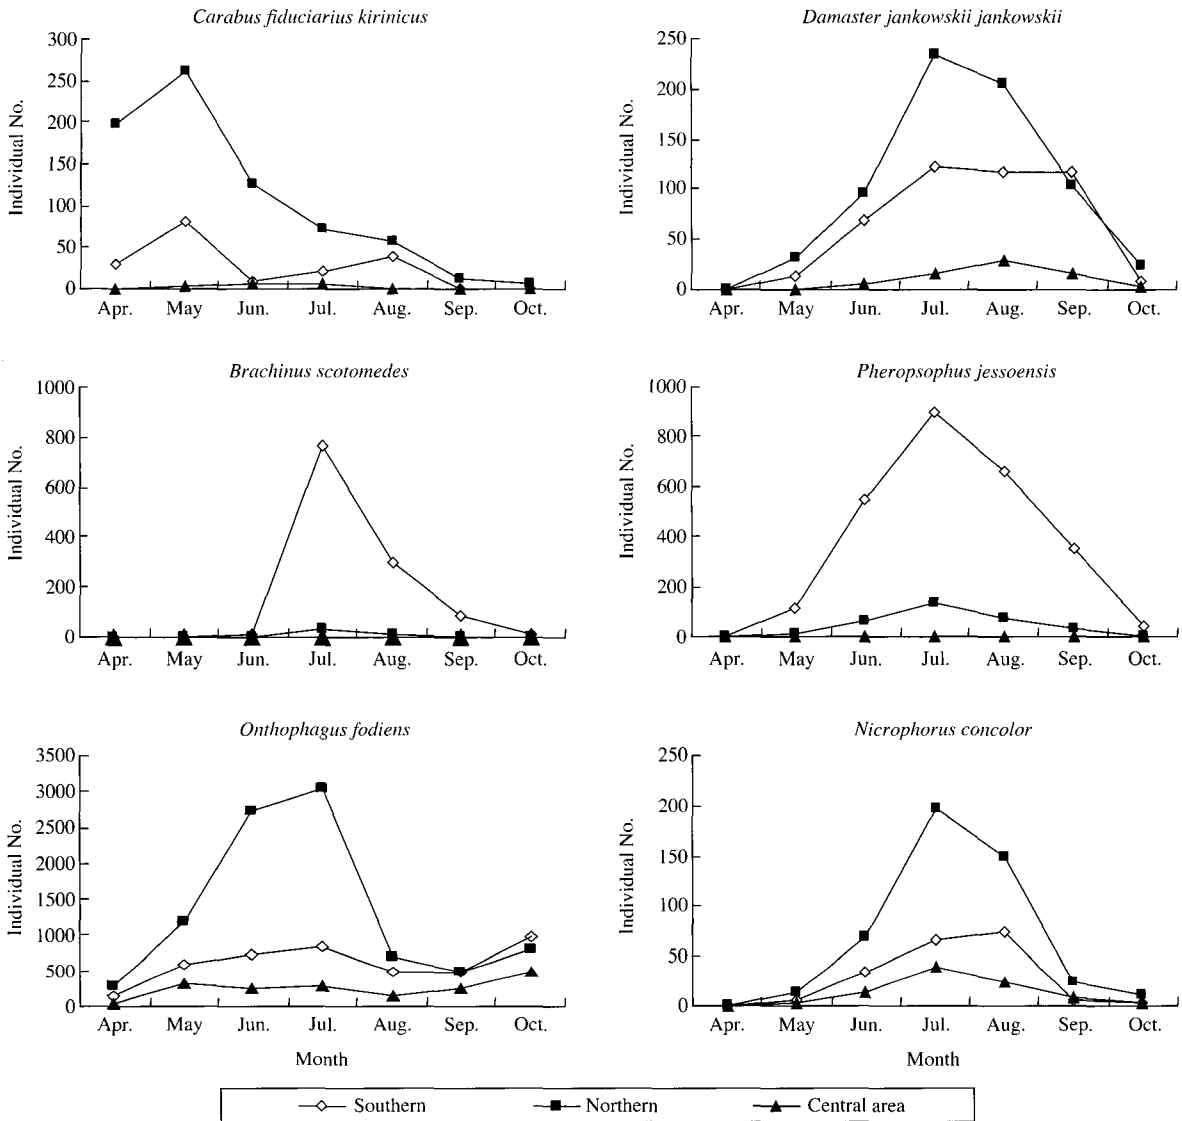 Carabus fiduciarius kirinicus
300
250
200
150
100
50
0
Individual No.
Apr. May Jun. Jul. Aug. Sep. Oct.
Damaster jankowskii jankowskii
250
200
150
100
50
0
Individual No.
Apr. May Jun. Jul. Aug. Sep. Oct.
Brachinus scotomedes
1000
800
600
400
200
0
Individual No.
Apr. May Jun. Jul. Aug. Sep. Oct.
Pheropsophus jessoensis
1000
800
600
400
200
0
Individual No.
Apr. May Jun. Jul. Aug. Sep. Oct.
Onthophagus fodiens
3500
3000
2500
2000
1500
1000
500
0
Individual No.
Apr. May Jun. Jul. Aug. Sep. Oct.
Month
Nicrophorus concolor
250
200
150
100
50
0
Individual No.
Apr. May Jun. Jul. Aug. Sep. Oct.
Month
Southern Northern Central area